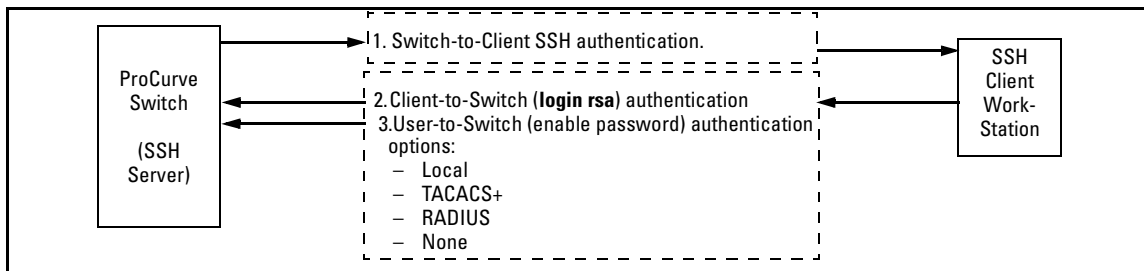 ProCurve
Switch
(SSH
Server)
1. Switch-to-Client SSH authentication.
2.Client-to-Switch (login rsa) authentication
3.User-to-Switch (enable password) authentication
options:
– Local
– TACACS+
– RADIUS
– None
SSH
Client
Work-
Station